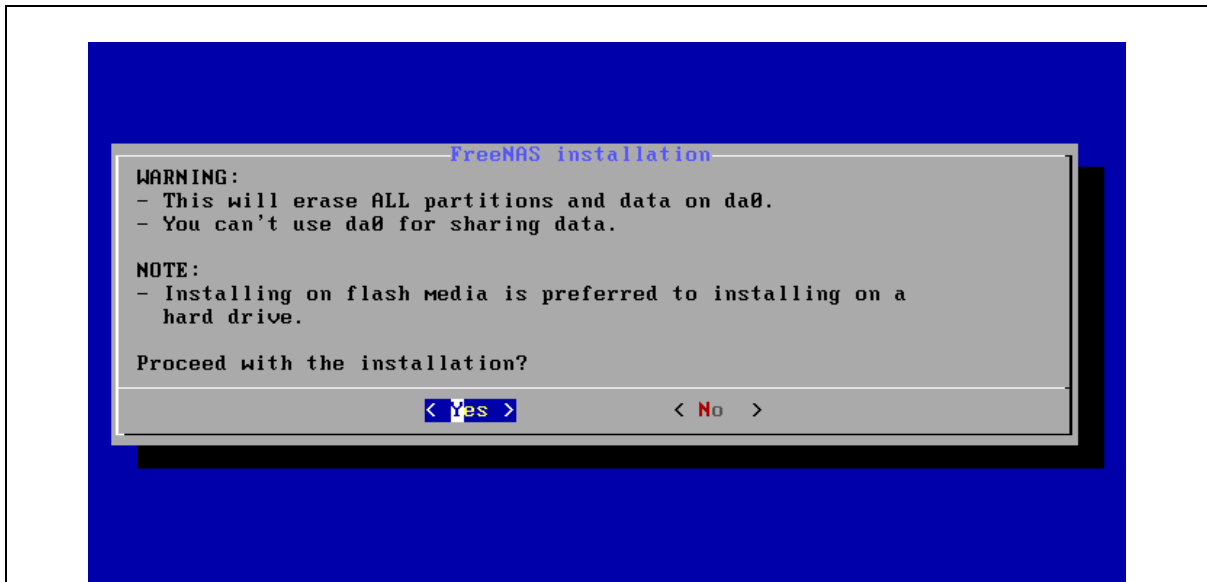 FreeNAS installation
WARNING:
- This will erase ALL partitions and data on da0.
- You can't use da0 for sharing data.
NOTE:
- Installing on flash media is preferred to installing on a
hard drive.
Proceed with the installation?
< Yes > < No >